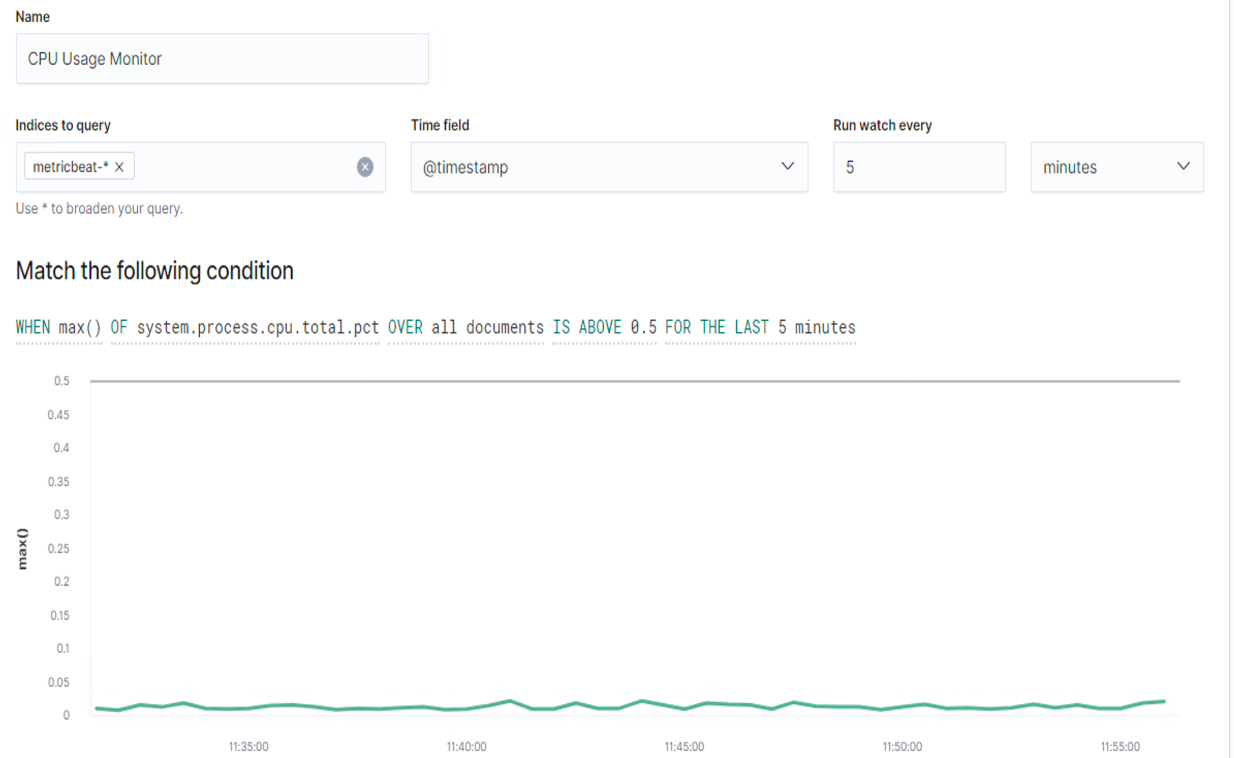 Name
CPU Usage Monitor
Indices to query Time field Run watch every
metricbeat-* @timestamp 5 minutes
Use * to broaden your query.
Match the following condition
WHEN max() OF system.process.cpu.total.pct OVER all documents IS ABOVE 0.5 FOR THE LAST 5 minutes
0.5
0.45
0.4
0.35
0.3
max()
0.25
0.2
0.15
0.1
0.05
0
11:35:00 11:40:00 11:45:00 11:50:00 11:55:00